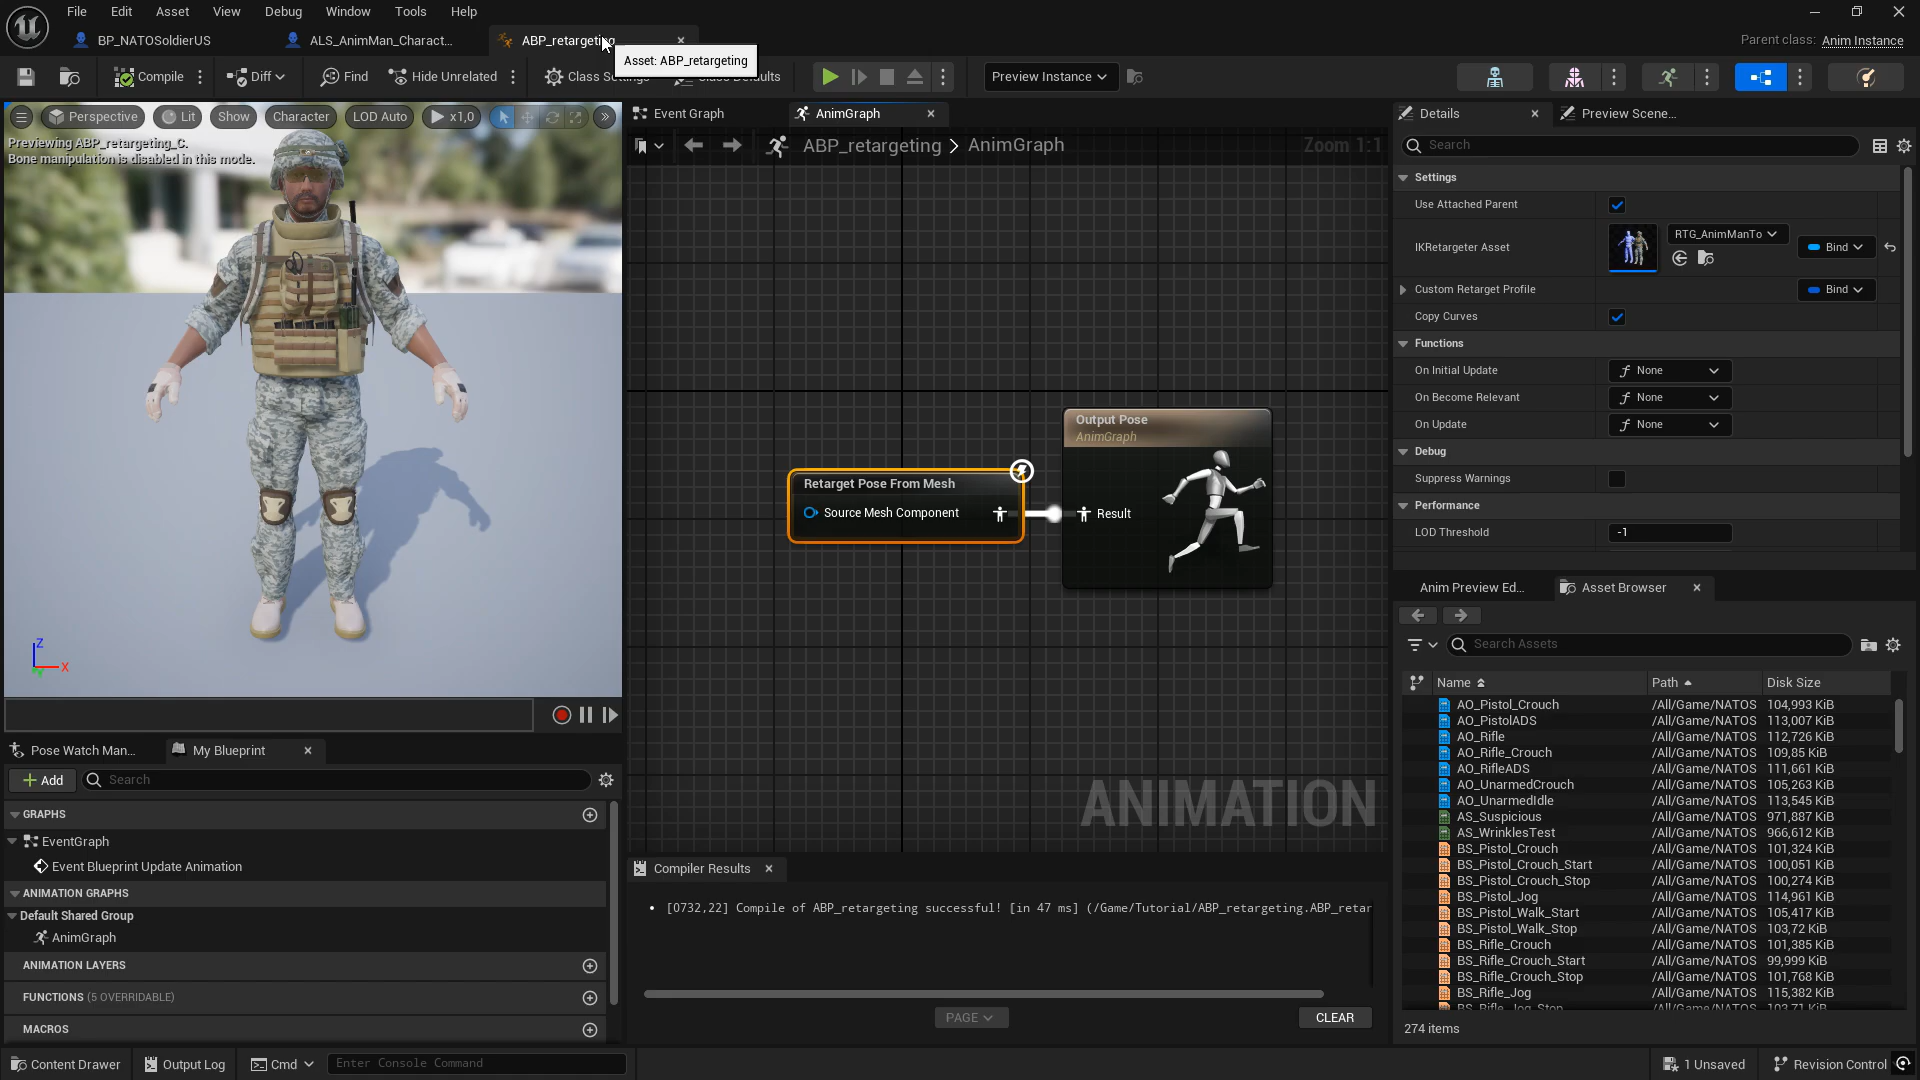 File Edit Asset View Debug Window Tools Help
BP_NATOSoldierUS ALS_AnimMan_Charact... ABP_retargeting
Parent class: Anim Instance
Asset: ABP_retargeting
Compile Diff Find Hide Unrelated Class Settings Class Defaults Preview Instance
Perspective Lit Show Character LOD Auto x1,0
Previewing ABP_retargeting_C.
Bone manipulation is disabled in this mode.
Z
X
Pose Watch Man... My Blueprint
Add Search
GRAPHS
EventGraph
Event Blueprint Update Animation
ANIMATION GRAPHS
Default Shared Group
AnimGraph
ANIMATION LAYERS
FUNCTIONS (5 OVERRIDABLE)
MACROS
Event Graph AnimGraph
ABP_retargeting > AnimGraph Zoom 1:1
Output Pose
AnimGraph
Retarget Pose From Mesh
Source Mesh Component
Result
ANIMATION
Compiler Results
• [0732,22] Compile of ABP_retargeting successful! [in 47 ms] (/Game/Tutorial/ABP_retargeting.ABP_retar
PAGE CLEAR
Details Preview Scene...
Search
Settings
Use Attached Parent
IKRetargeter Asset RTG_AnimManTo Bind
Custom Retarget Profile Bind
Copy Curves
Functions
On Initial Update None
On Become Relevant None
On Update None
Debug
Suppress Warnings
Performance
LOD Threshold -1
Anim Preview Ed... Asset Browser
Search Assets
Name Path Disk Size
AO_Pistol_Crouch /All/Game/NATOS 104,993 KiB
AO_PistolADS /All/Game/NATOS 113,007 KiB
AO_Rifle /All/Game/NATOS 112,726 KiB
AO_Rifle_Crouch /All/Game/NATOS 109,85 KiB
AO_RifleADS /All/Game/NATOS 111,661 KiB
AO_UnarmedCrouch /All/Game/NATOS 105,263 KiB
AO_UnarmedIdle /All/Game/NATOS 113,545 KiB
AS_Suspicious /All/Game/NATOS 971,887 KiB
AS_WrinklesTest /All/Game/NATOS 966,612 KiB
BS_Pistol_Crouch /All/Game/NATOS 101,324 KiB
BS_Pistol_Crouch_Start /All/Game/NATOS 100,051 KiB
BS_Pistol_Crouch_Stop /All/Game/NATOS 100,274 KiB
BS_Pistol_Jog /All/Game/NATOS 114,961 KiB
BS_Pistol_Walk_Start /All/Game/NATOS 105,417 KiB
BS_Pistol_Walk_Stop /All/Game/NATOS 103,72 KiB
BS_Rifle_Crouch /All/Game/NATOS 101,385 KiB
BS_Rifle_Crouch_Start /All/Game/NATOS 99,999 KiB
BS_Rifle_Crouch_Stop /All/Game/NATOS 101,768 KiB
BS_Rifle_Jog /All/Game/NATOS 115,382 KiB
BS_Rifle_Jog_Stop /All/Game/NATOS 103,71 KiB
274 items
Content Drawer Output Log Cmd Enter Console Command 1 Unsaved Revision Control